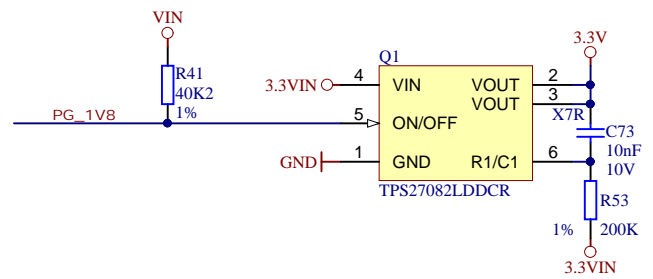 VIN
R41
40K2
1%
PG_1V8
Q1
3.3VIN
4
VIN
VOUT
2
VOUT
3
5
ON/OFF
GND
1
GND
R1/C1
6
TPS27082LDDCR
3.3V
X7R
C73
10nF
10V
R53
1%
200K
3.3VIN